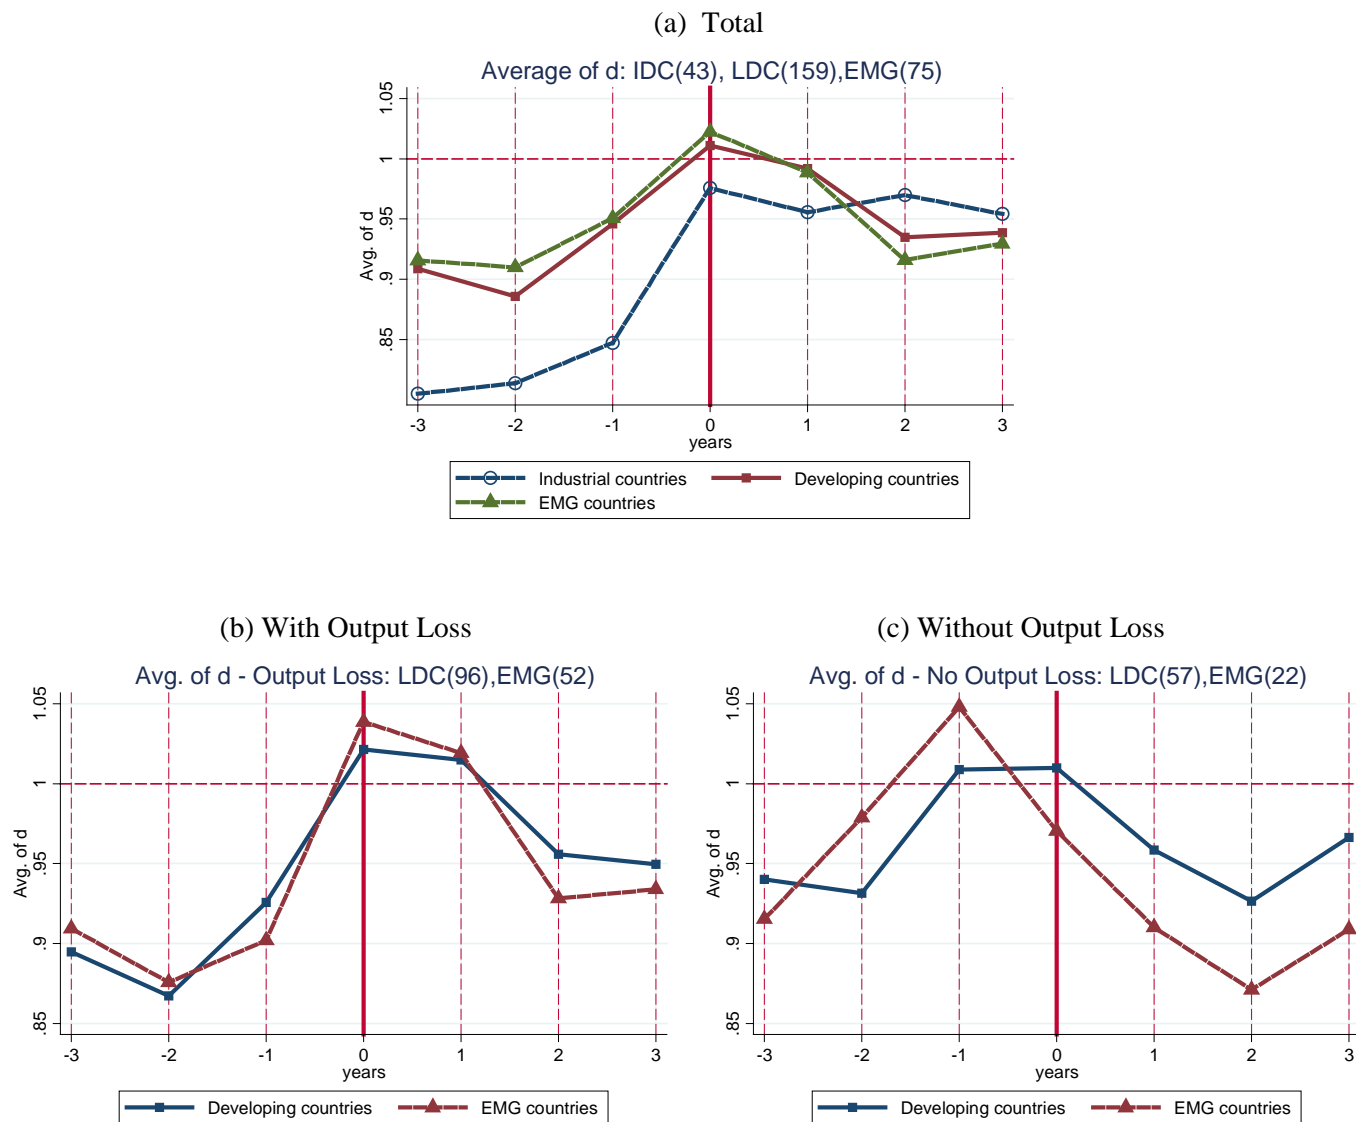 (a) Total
Average of d: IDC(43), LDC(159),EMG(75)
Avg. of d
1.05
1
.95
.9
.85
-3 -2 -1 0 1 2 3
years
Industrial countries Developing countries
EMG countries
(b) With Output Loss
Avg. of d - Output Loss: LDC(96),EMG(52)
Avg. of d
1.05
1
.95
.9
.85
-3 -2 -1 0 1 2 3
years
Developing countries EMG countries
(c) Without Output Loss
Avg. of d - No Output Loss: LDC(57),EMG(22)
Avg. of d
1.05
1
.95
.9
.85
-3 -2 -1 0 1 2 3
years
Developing countries EMG countries